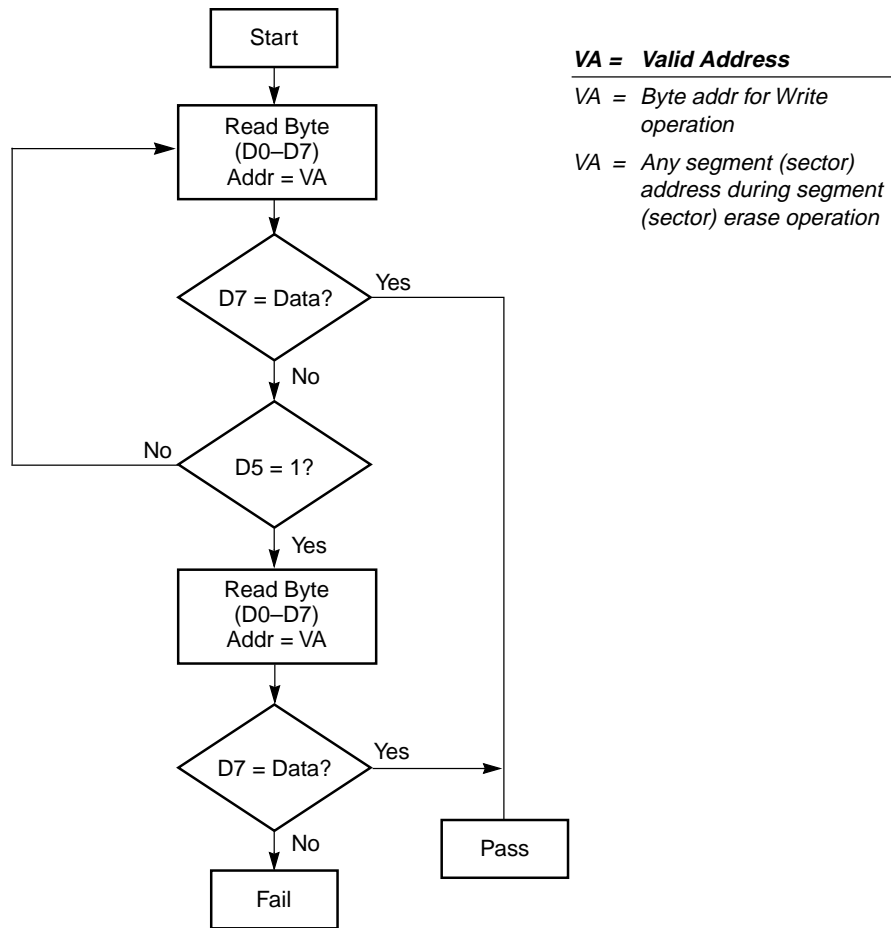 Start
VA = Valid Address
VA = Byte addr for Write
operation
VA = Any segment (sector)
address during segment
(sector) erase operation
Read Byte
(D0–D7)
Addr = VA
D7 = Data?
Yes
No
D5 = 1?
No
Yes
Read Byte
(D0–D7)
Addr = VA
D7 = Data?
Yes
No
Pass
Fail